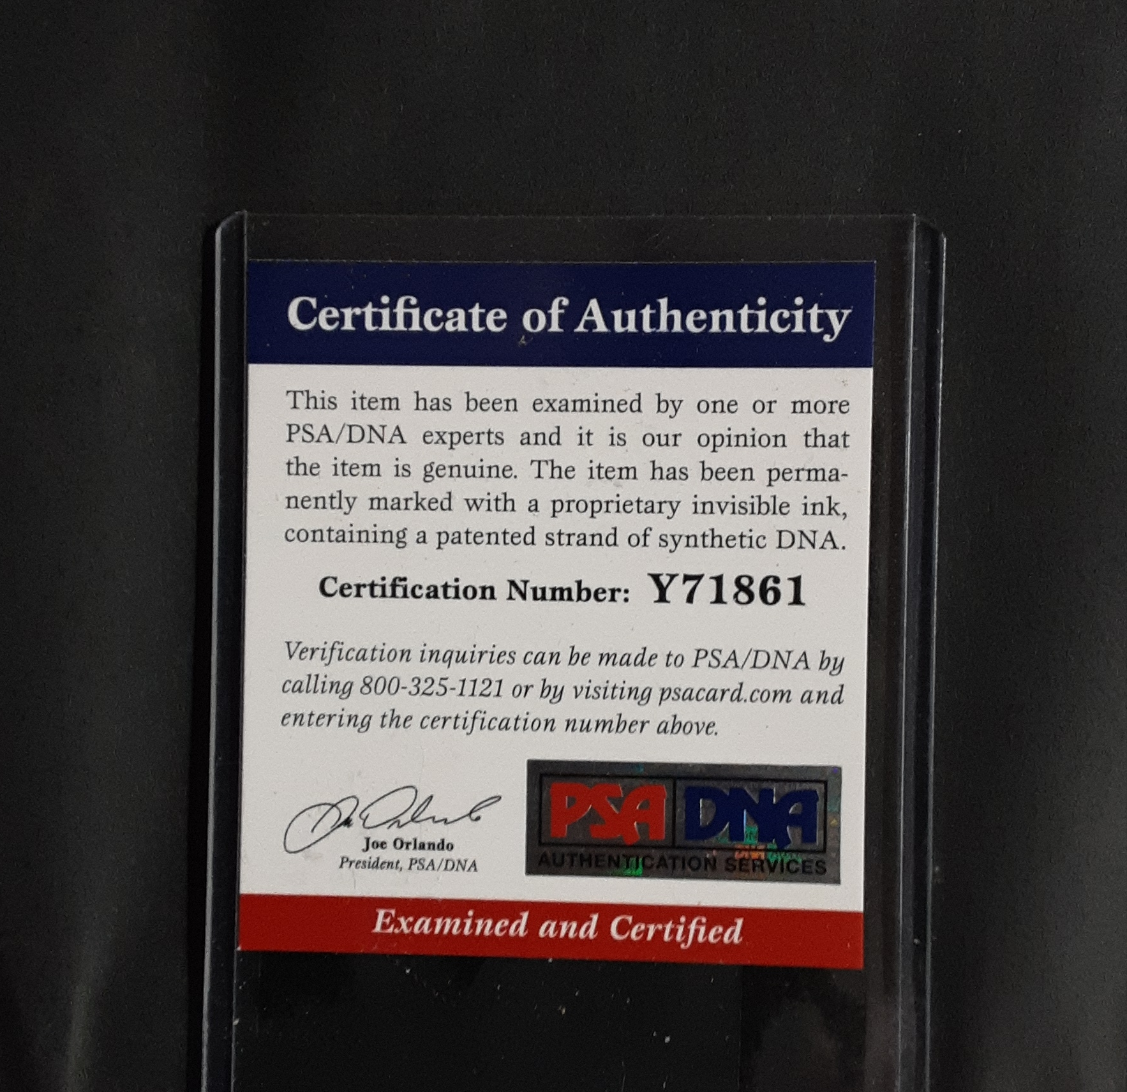 Certificate of Authenticity
This item has been examined by one or more
PSA/DNA experts and it is our opinion that
the item is genuine. The item has been perma-
nently marked with a proprietary invisible ink,
containing a patented strand of synthetic DNA.
Certification Number: Y71861
Verification inquiries can be made to PSA/DNA by
calling 800-325-1121 or by visiting psacard.com and
entering the certification number above.
Joe Orlando
President, PSA/DNA
PSA DNA
AUTHENTICATION SERVICES
Examined and Certified